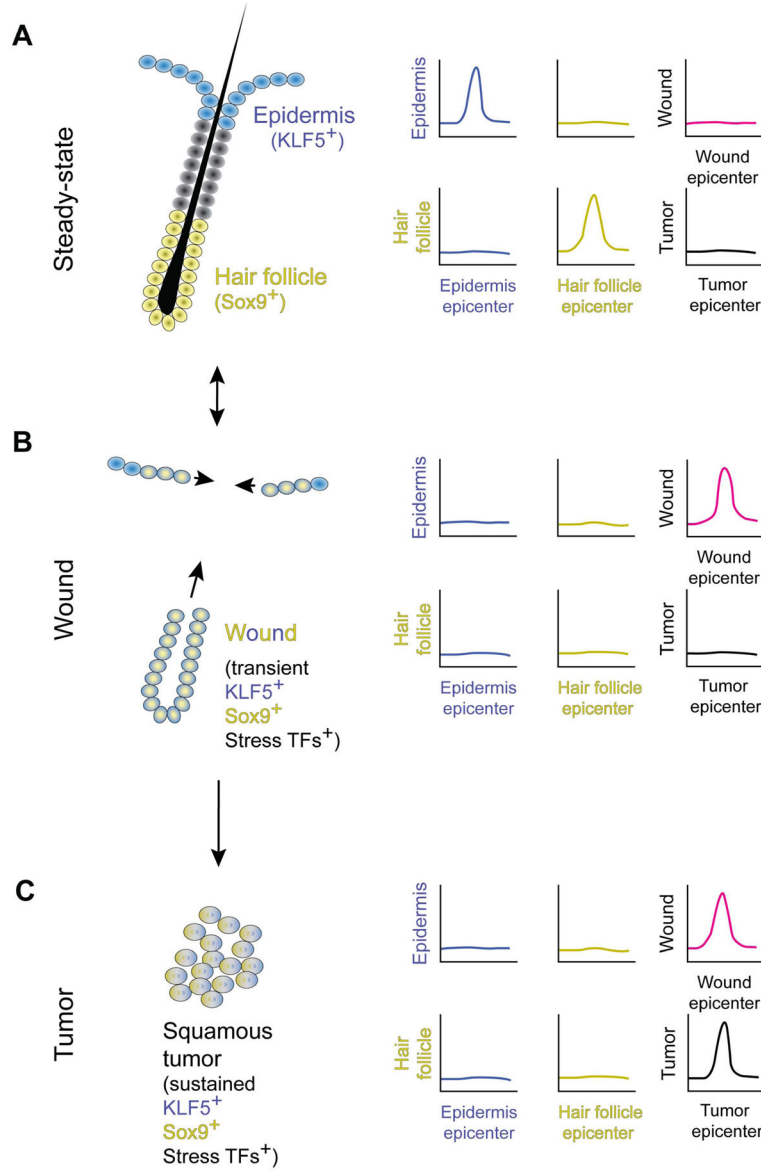 A
Steady-state
Epidermis
(KLF5+)
Hair follicle
(Sox9+)
Epidermis
Wound
Wound
epicenter
Hair
follicle
Tumor
Epidermis
epicenter
Hair follicle
epicenter
Tumor
epicenter
B
Wound
Wound
(transient
KLF5+
Sox9+
Stress TFs+)
Epidermis
Wound
Wound
epicenter
Hair
follicle
Tumor
Epidermis
epicenter
Hair follicle
epicenter
Tumor
epicenter
C
Tumor
Squamous
tumor
(sustained
KLF5+
Sox9+
Stress TFs+)
Epidermis
Wound
Wound
epicenter
Hair
follicle
Tumor
Epidermis
epicenter
Hair follicle
epicenter
Tumor
epicenter